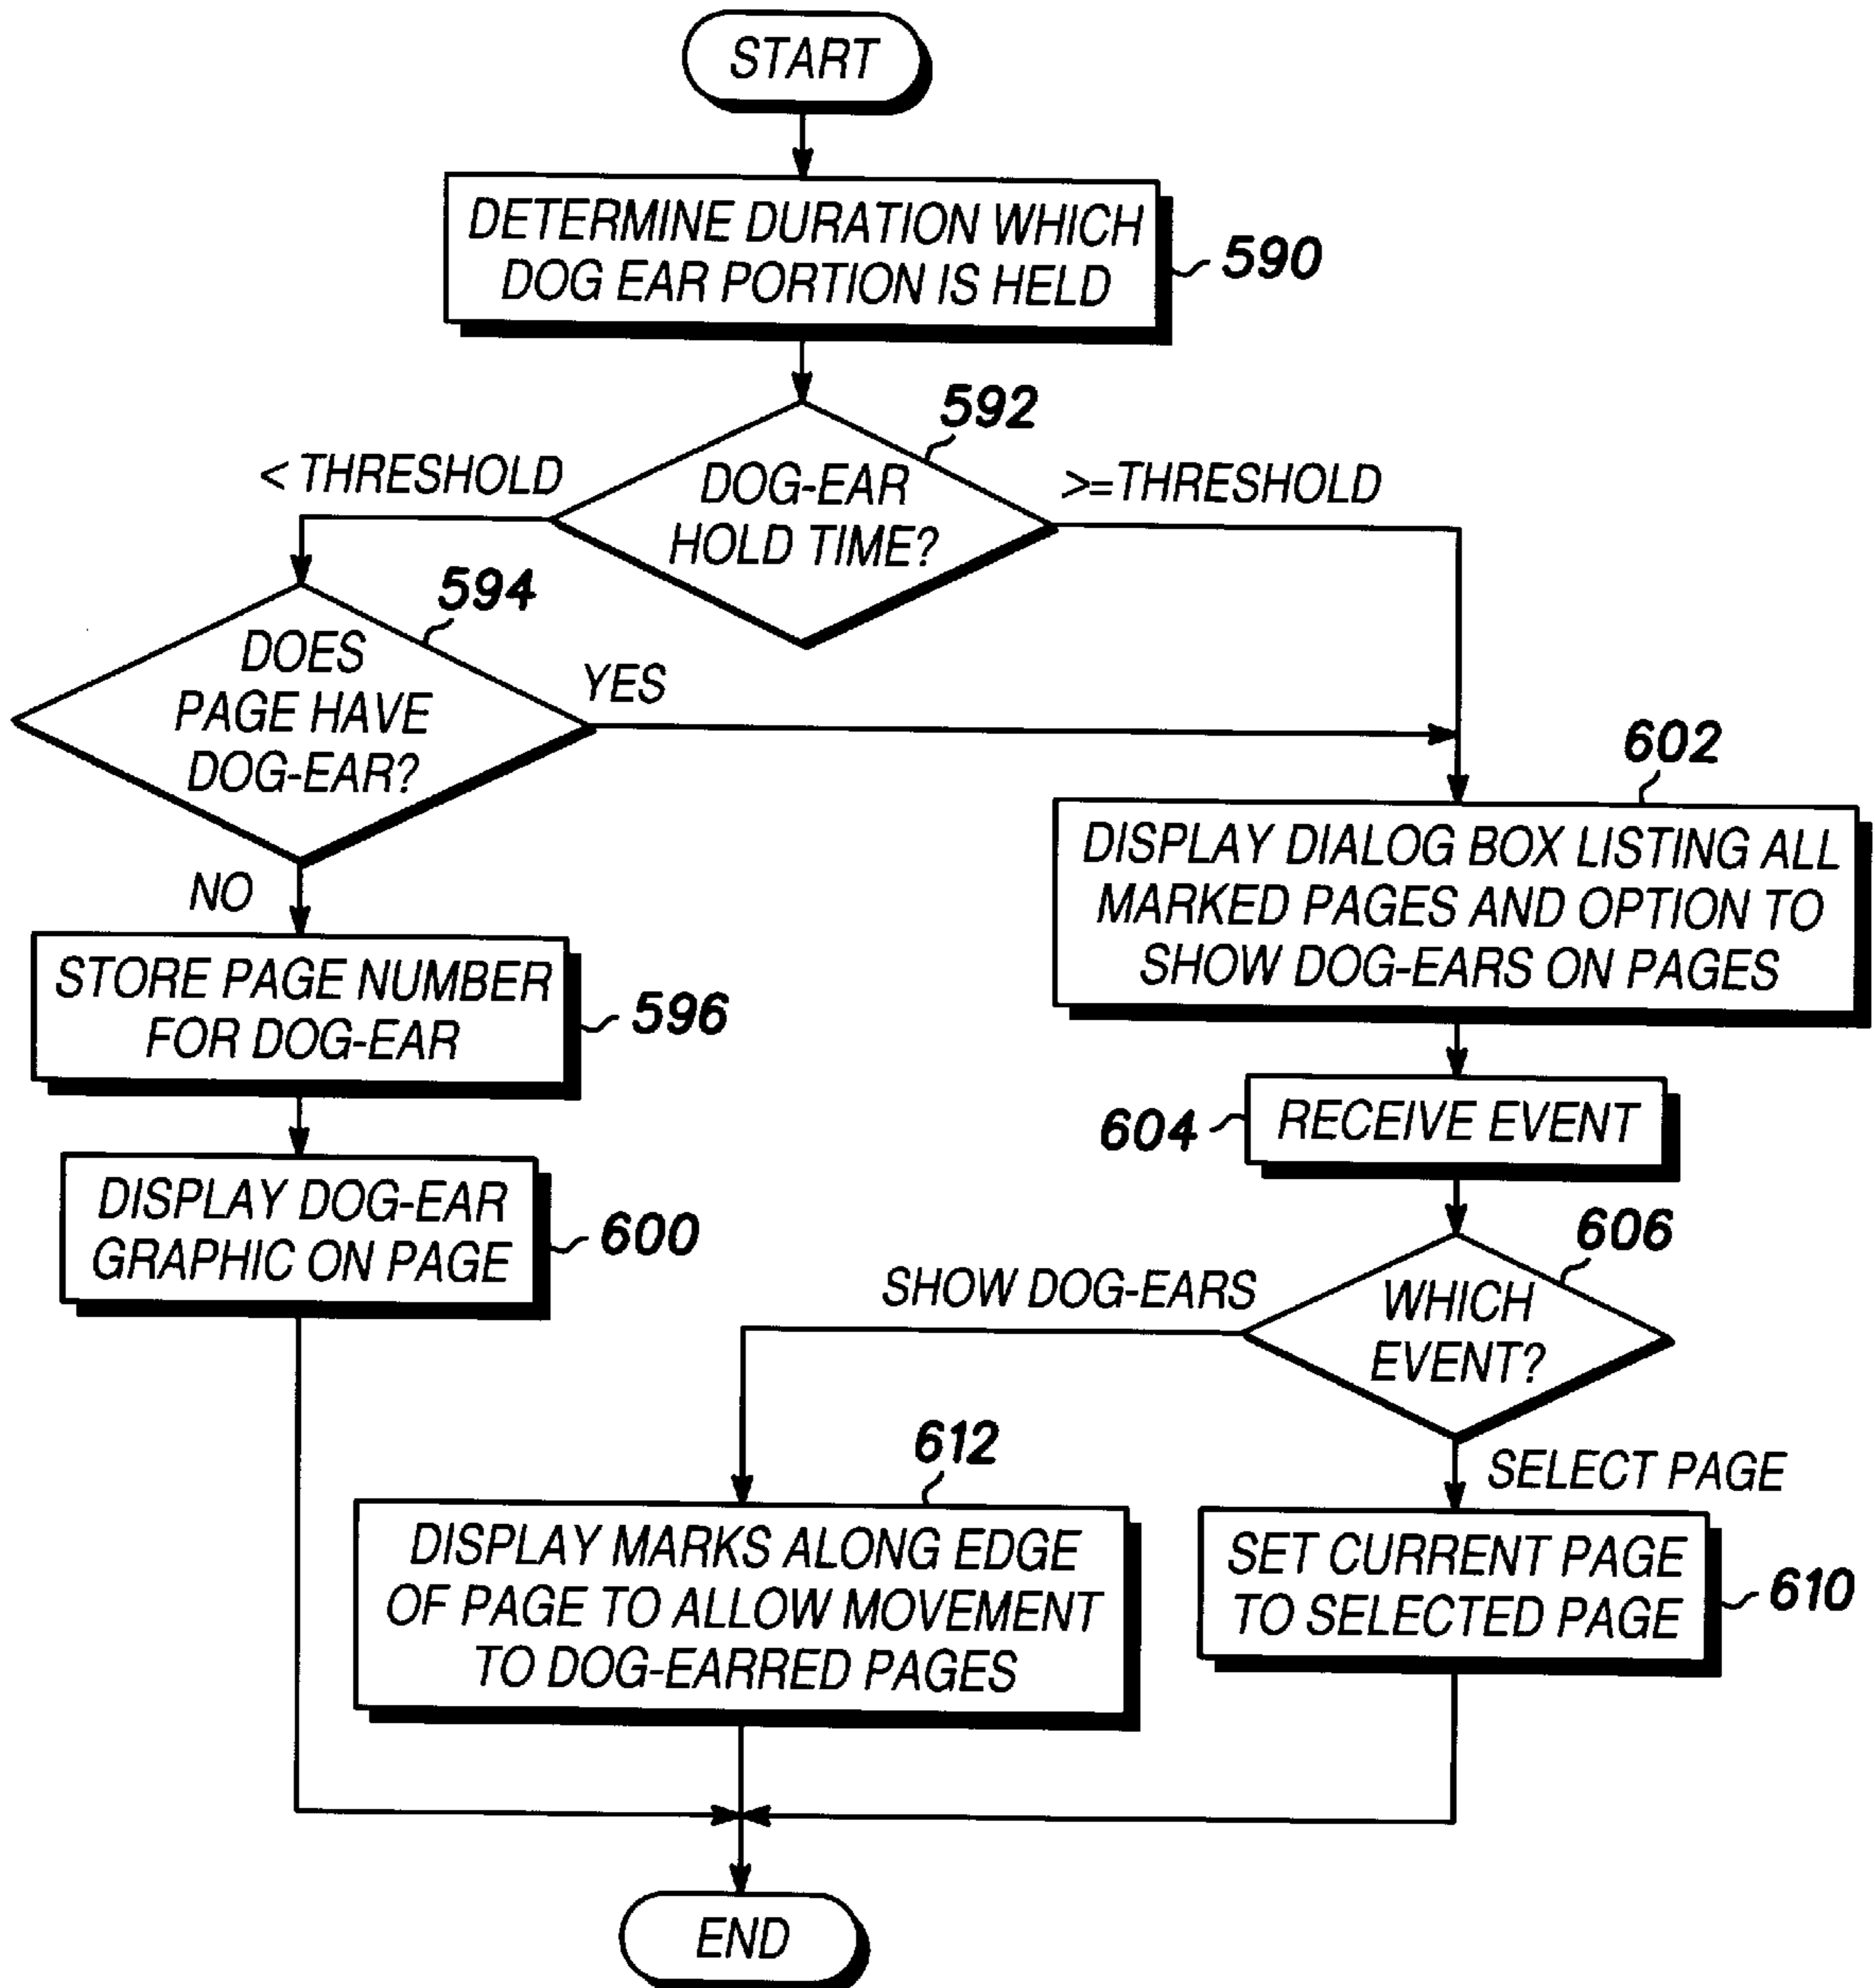 START
DETERMINE DURATION WHICH
DOG EAR PORTION IS HELD
590
592
< THRESHOLD
DOG-EAR
HOLD TIME?
>=THRESHOLD
594
DOES
PAGE HAVE
DOG-EAR?
YES
NO
602
DISPLAY DIALOG BOX LISTING ALL
MARKED PAGES AND OPTION TO
SHOW DOG-EARS ON PAGES
STORE PAGE NUMBER
FOR DOG-EAR
596
604
RECEIVE EVENT
DISPLAY DOG-EAR
GRAPHIC ON PAGE
600
606
SHOW DOG-EARS
WHICH
EVENT?
SELECT PAGE
612
DISPLAY MARKS ALONG EDGE
OF PAGE TO ALLOW MOVEMENT
TO DOG-EARRED PAGES
SET CURRENT PAGE
TO SELECTED PAGE
610
END